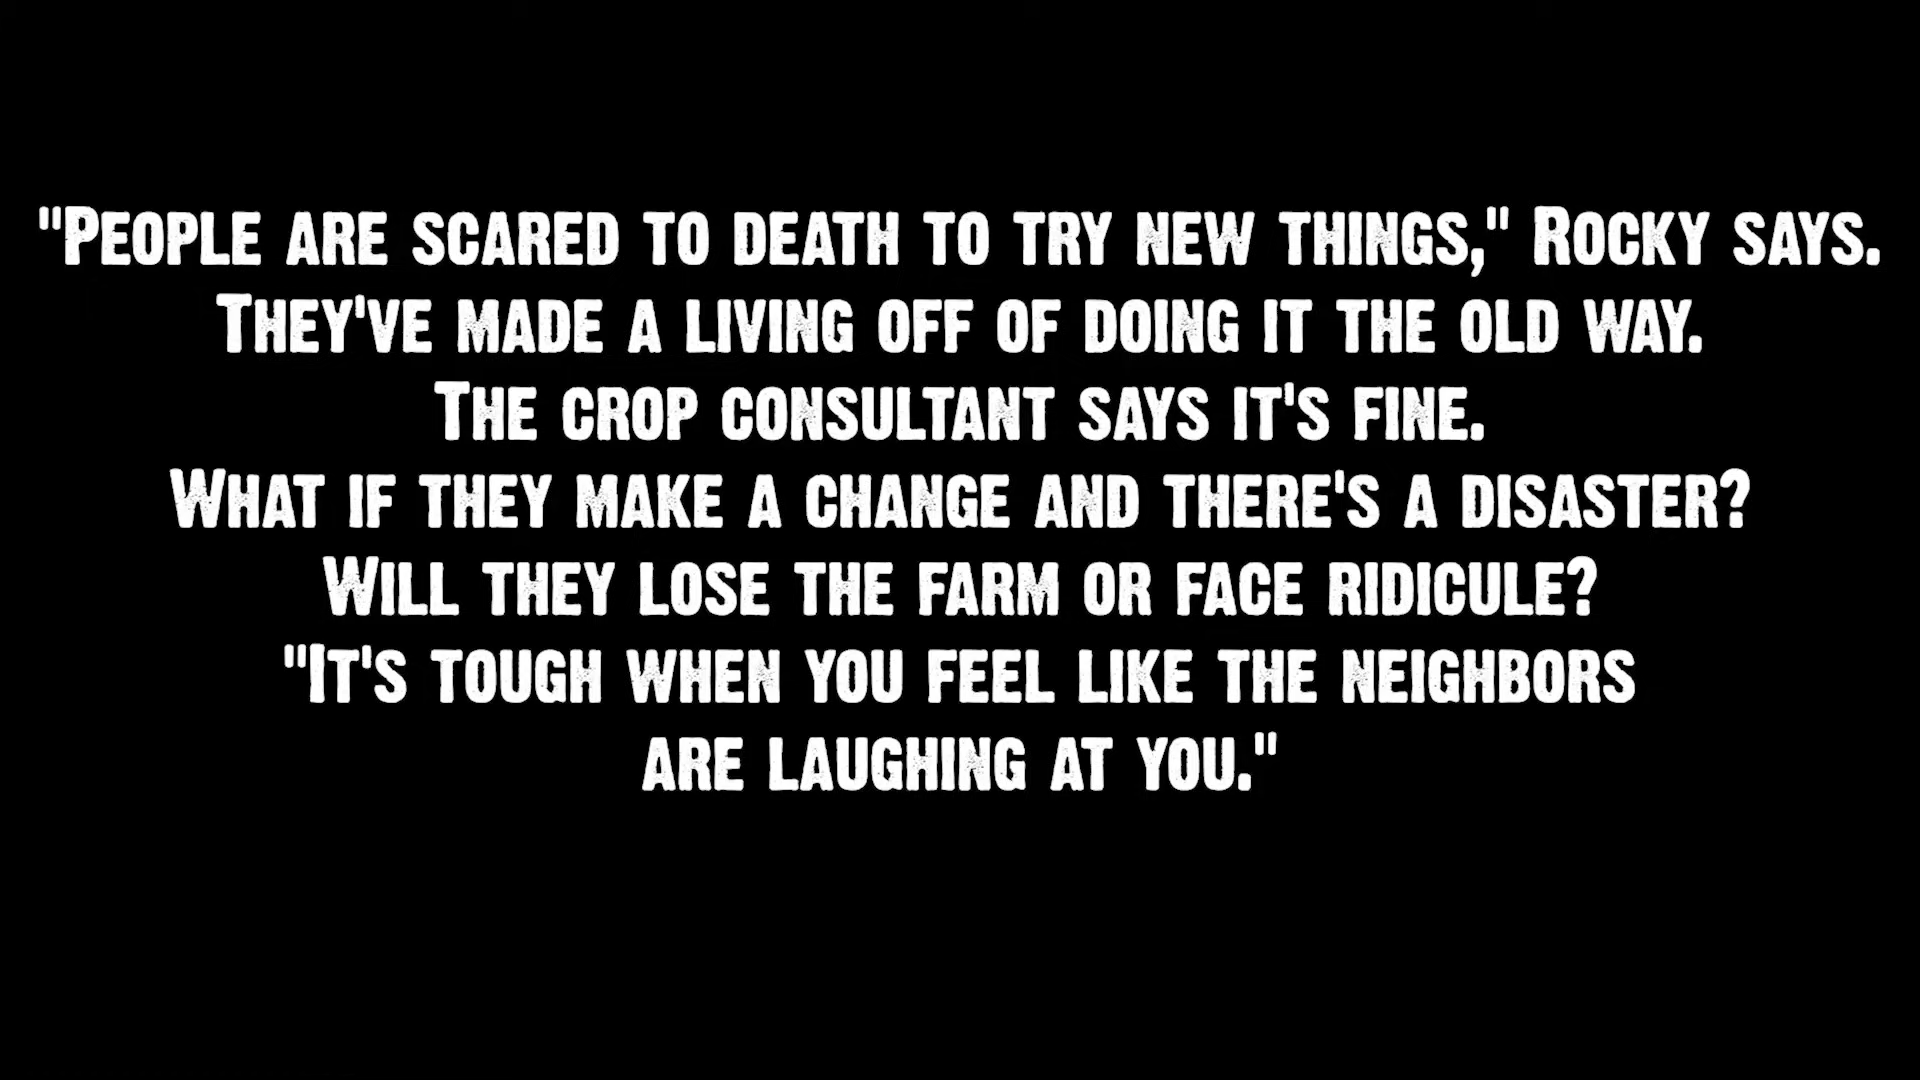 "People are scared to death to try new things," Rocky says.
They've made a living off of doing it the old way.
The crop consultant says it's fine.
What if they make a change and there's a disaster?
Will they lose the farm or face ridicule?
"It's tough when you feel like the neighbors
are laughing at you."